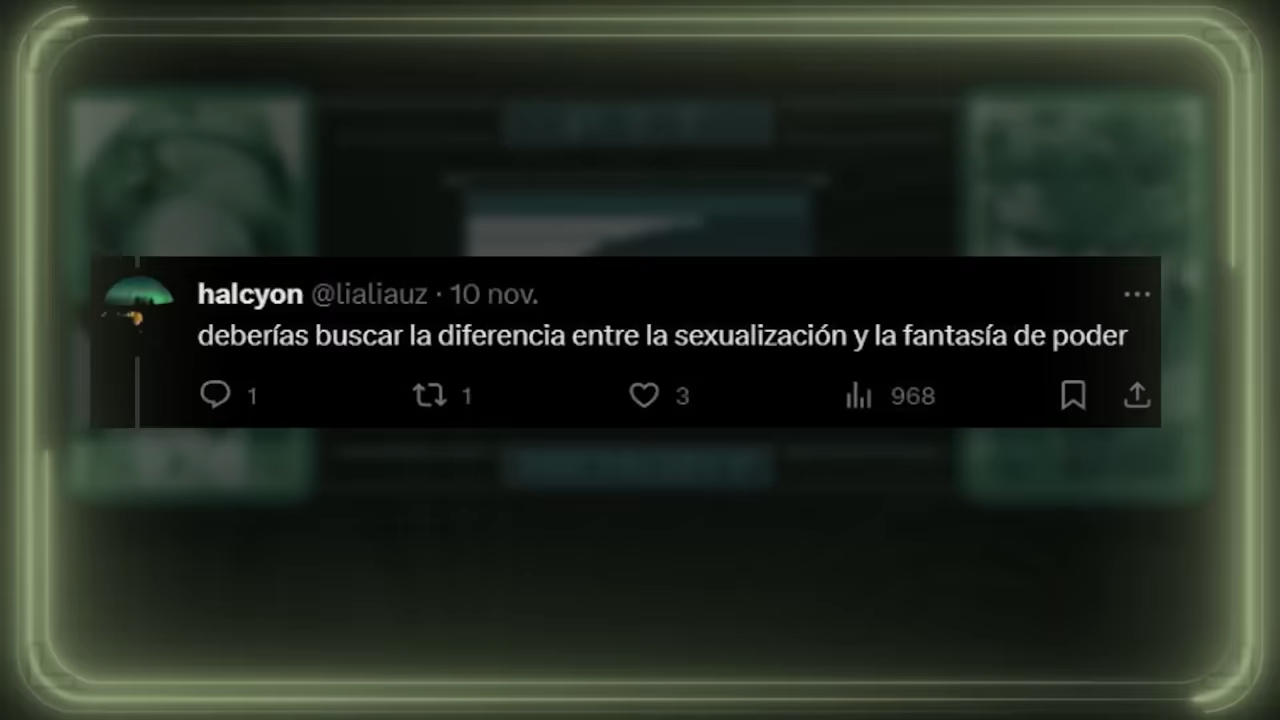 halcyon @lialiauz · 10 nov.
deberías buscar la diferencia entre la sexualización y la fantasía de poder
1 1 3 968